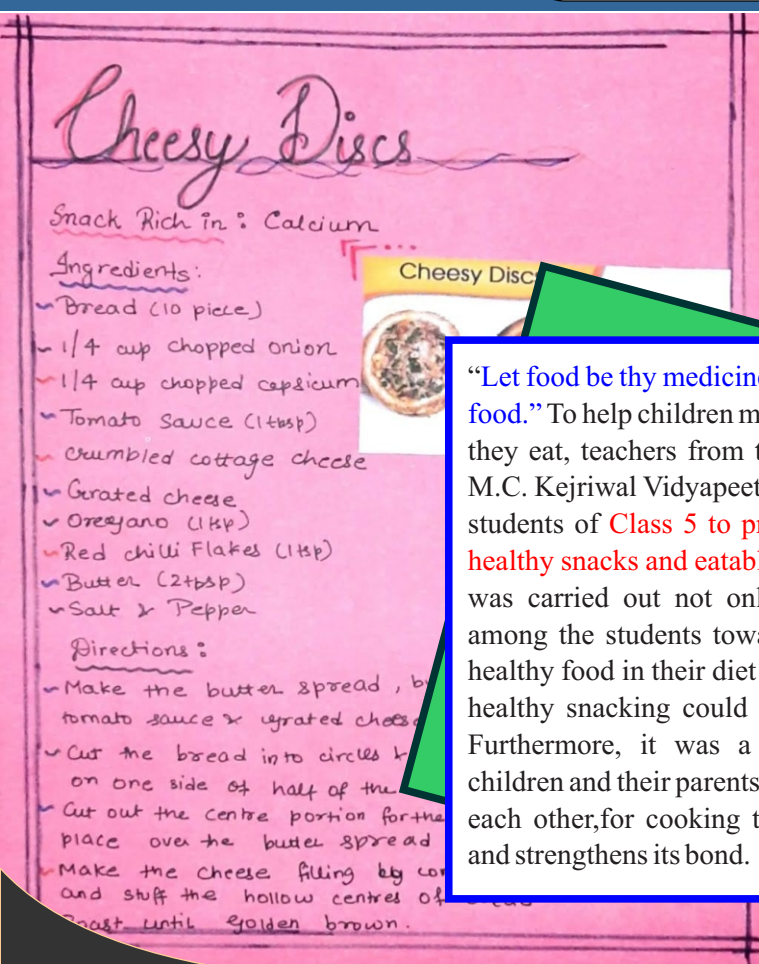 Cheesy Discs
Snack Rich in : Calcium
Ingredients:
Bread (10 piece)
1/4 cup chopped onion
1/4 cup chopped capsicum
Tomato Sauce (1tbsp)
crumbled cottage cheese
Grated cheese
Oregano (1tsp)
Red chilli Flakes (1tsp)
Butter (2tbsp)
Salt & Pepper
Directions:
Make the butter spread, b
tomato sauce & grated cheese
Cut the bread into circles &
on one side of half of the
Cut out the centre portion for the
place over the butter spread
Make the cheese filling by co
and stuff the hollow centres of
until golden brown.
Cheesy Disc
“Let food be thy medicine
food.” To help children m
they eat, teachers from t
M.C. Kejriwal Vidyapeet
students of Class 5 to pr
healthy snacks and eatabl
was carried out not onl
among the students towa
healthy food in their diet
healthy snacking could
Furthermore, it was a
children and their parents
each other,for cooking t
and strengthens its bond.